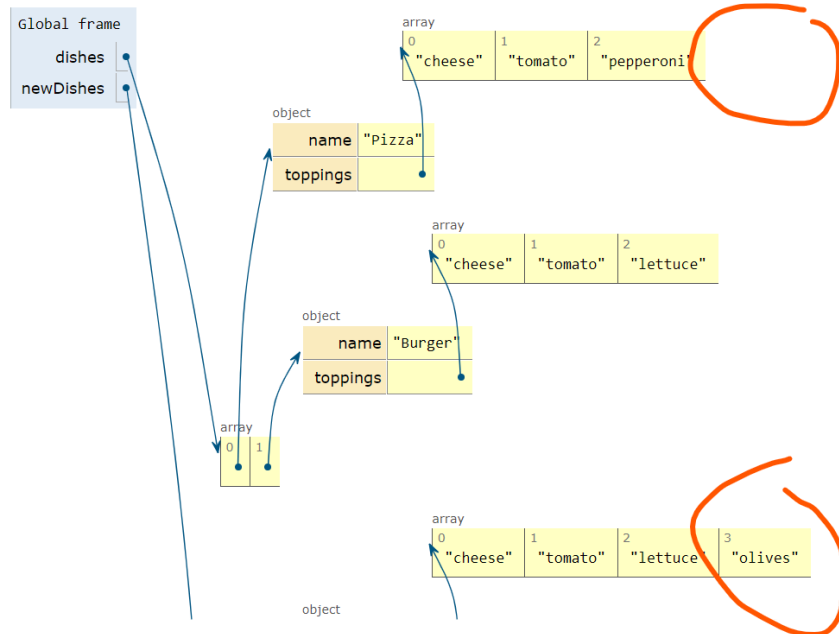 Global frame
dishes
newDishes
array
0 1 2
"cheese" "tomato" "pepperoni"
object
name "Pizza"
toppings
array
0 1 2
"cheese" "tomato" "lettuce"
object
name "Burger"
toppings
array
0 1
array
0 1 2 3
"cheese" "tomato" "lettuce" "olives"
object